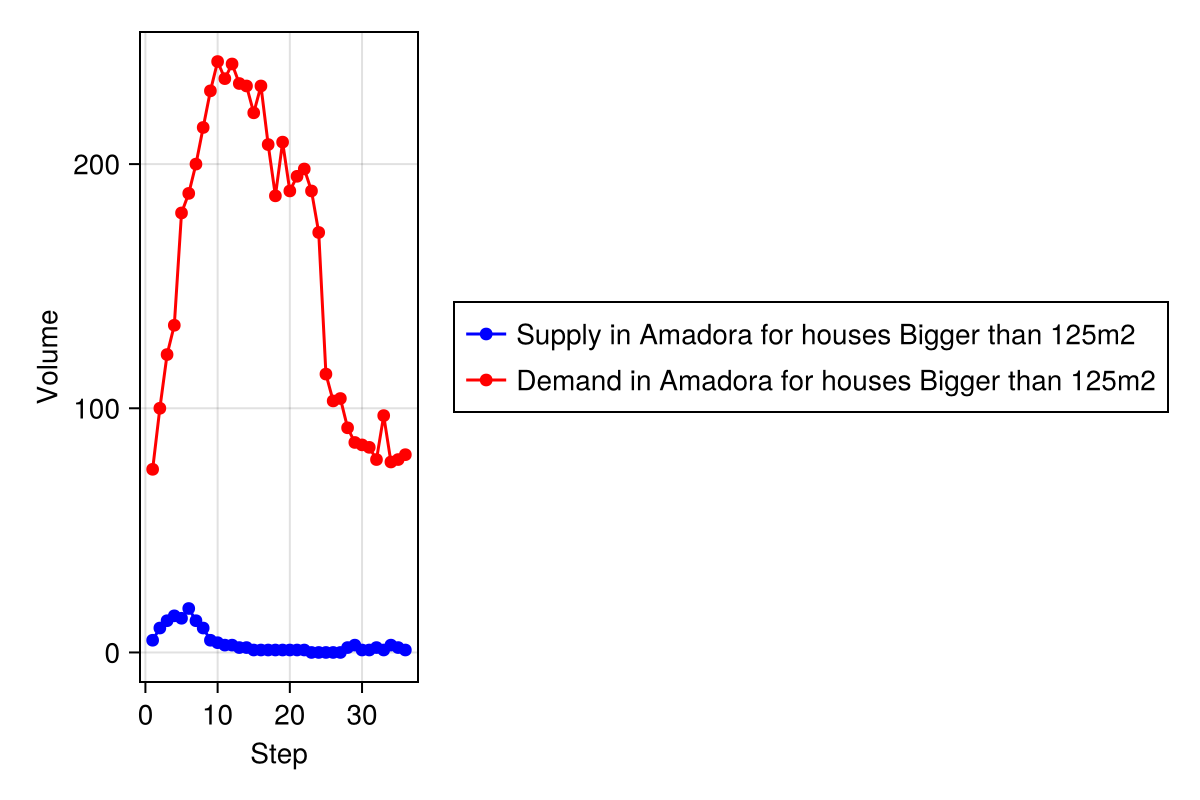 Volume
200
100
0
0 10 20 30
Step
Supply in Amadora for houses Bigger than 125m2
Demand in Amadora for houses Bigger than 125m2